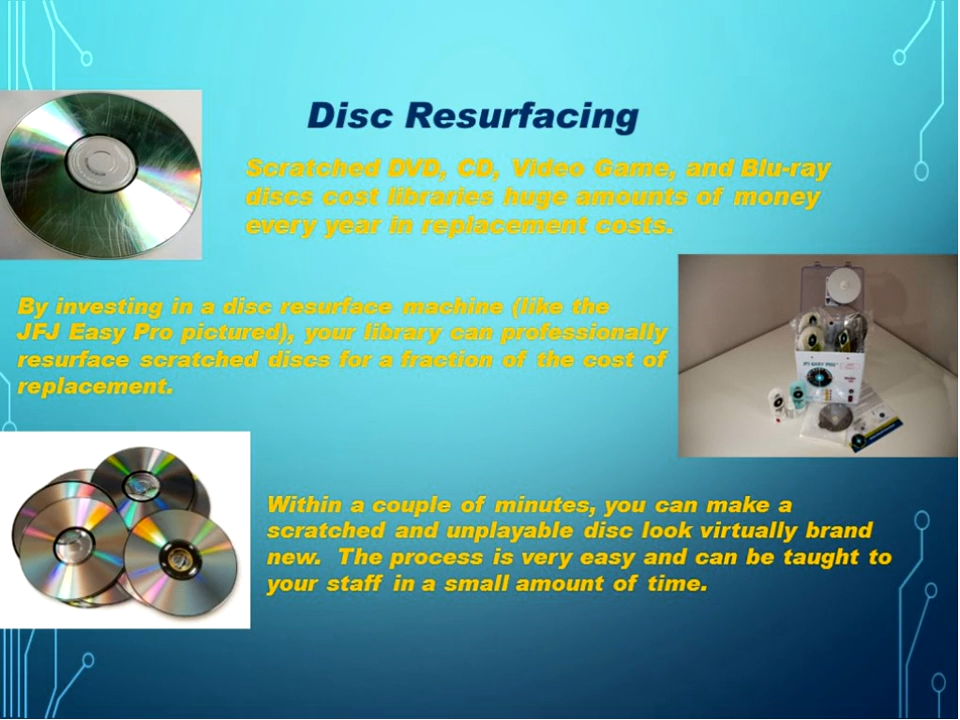 Disc Resurfacing
Scratched DVD, CD, Video Game, and Blu-ray
discs cost libraries huge amounts of money
every year in replacement costs.
By investing in a disc resurface machine (like the
JFJ Easy Pro pictured), your library can professionally
resurface scratched discs for a fraction of the cost of
replacement.
JFJ EASY PRO
Within a couple of minutes, you can make a
scratched and unplayable disc look virtually brand
new. The process is very easy and can be taught to
your staff in a small amount of time.